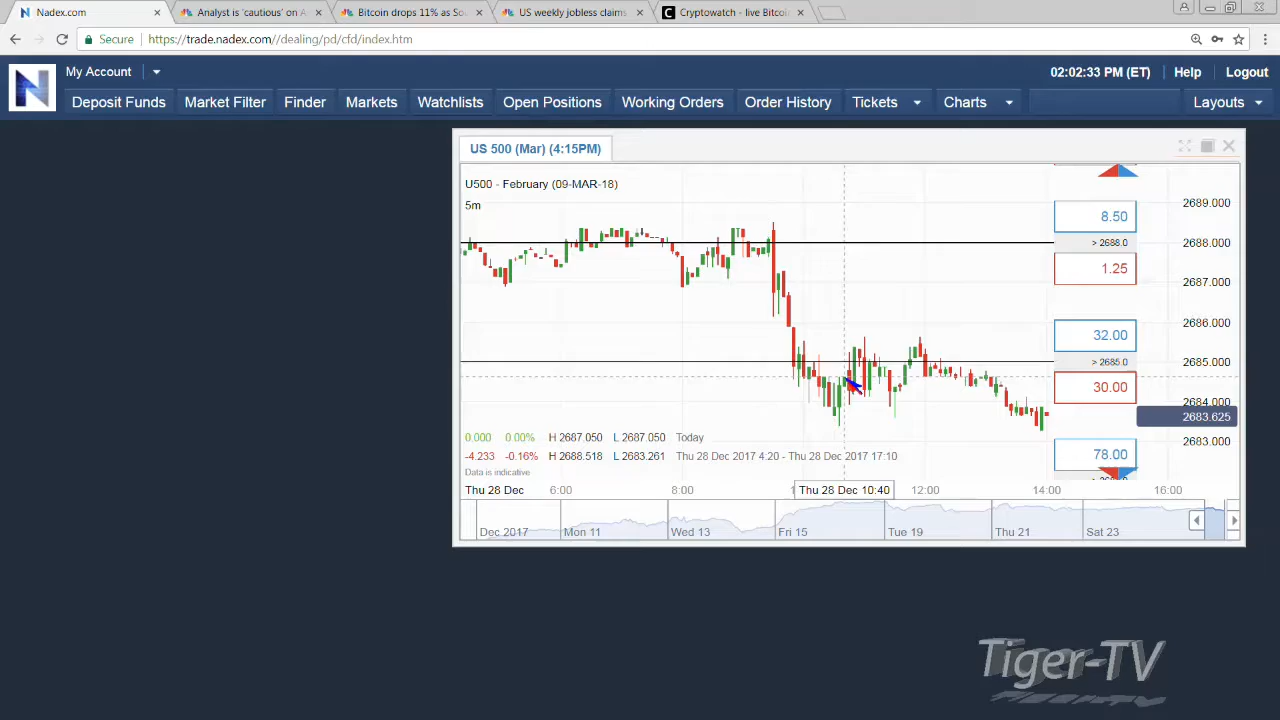 Nadex.com
Analyst is 'cautious' on A
Bitcoin drops 11% as Sou
US weekly jobless claims
Cryptowatch - live Bitcoi
Secure
https://trade.nadex.com//dealing/pd/cfd/index.htm
My Account
02:02:33 PM (ET)
Help
Logout
Deposit Funds
Market Filter
Finder
Markets
Watchlists
Open Positions
Working Orders
Order History
Tickets
Charts
Layouts
US 500 (Mar) (4:15PM)
U500 - February (09-MAR-18)
5m
8.50
> 2688.0
1.25
32.00
> 2685.0
30.00
78.00
2689.000
2688.000
2687.000
2686.000
2685.000
2684.000
2683.625
2683.000
0.000 0.00% H 2687.050 L 2687.050 Today
-4.233 -0.16% H 2688.518 L 2683.261 Thu 28 Dec 2017 4:20 - Thu 28 Dec 2017 17:10
Data is indicative
Thu 28 Dec 6:00 8:00 Thu 28 Dec 10:40 12:00 14:00 16:00
Dec 2017 Mon 11 Wed 13 Fri 15 Tue 19 Thu 21 Sat 23
Tiger-TV